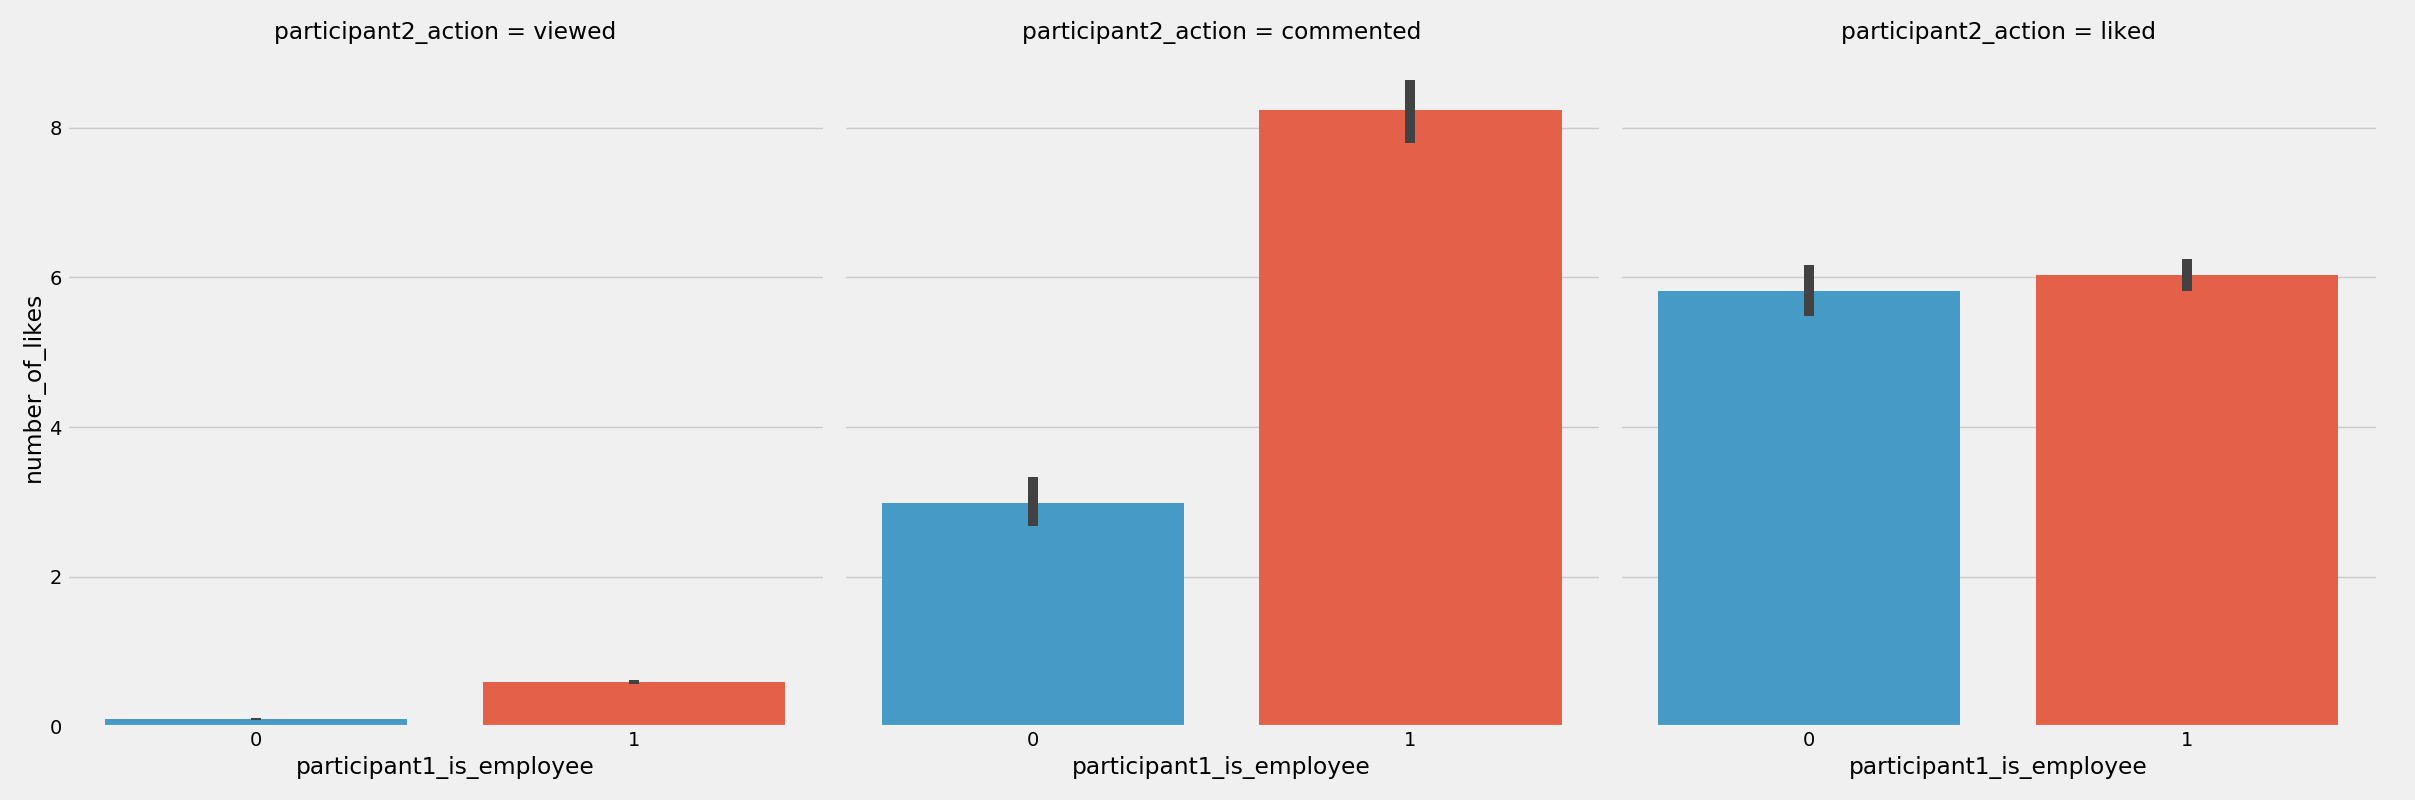 participant2_action = viewed
participant2_action = commented
participant2_action = liked
number_of_likes
8
6
4
2
0
0 1
0 1
0 1
participant1_is_employee
participant1_is_employee
participant1_is_employee